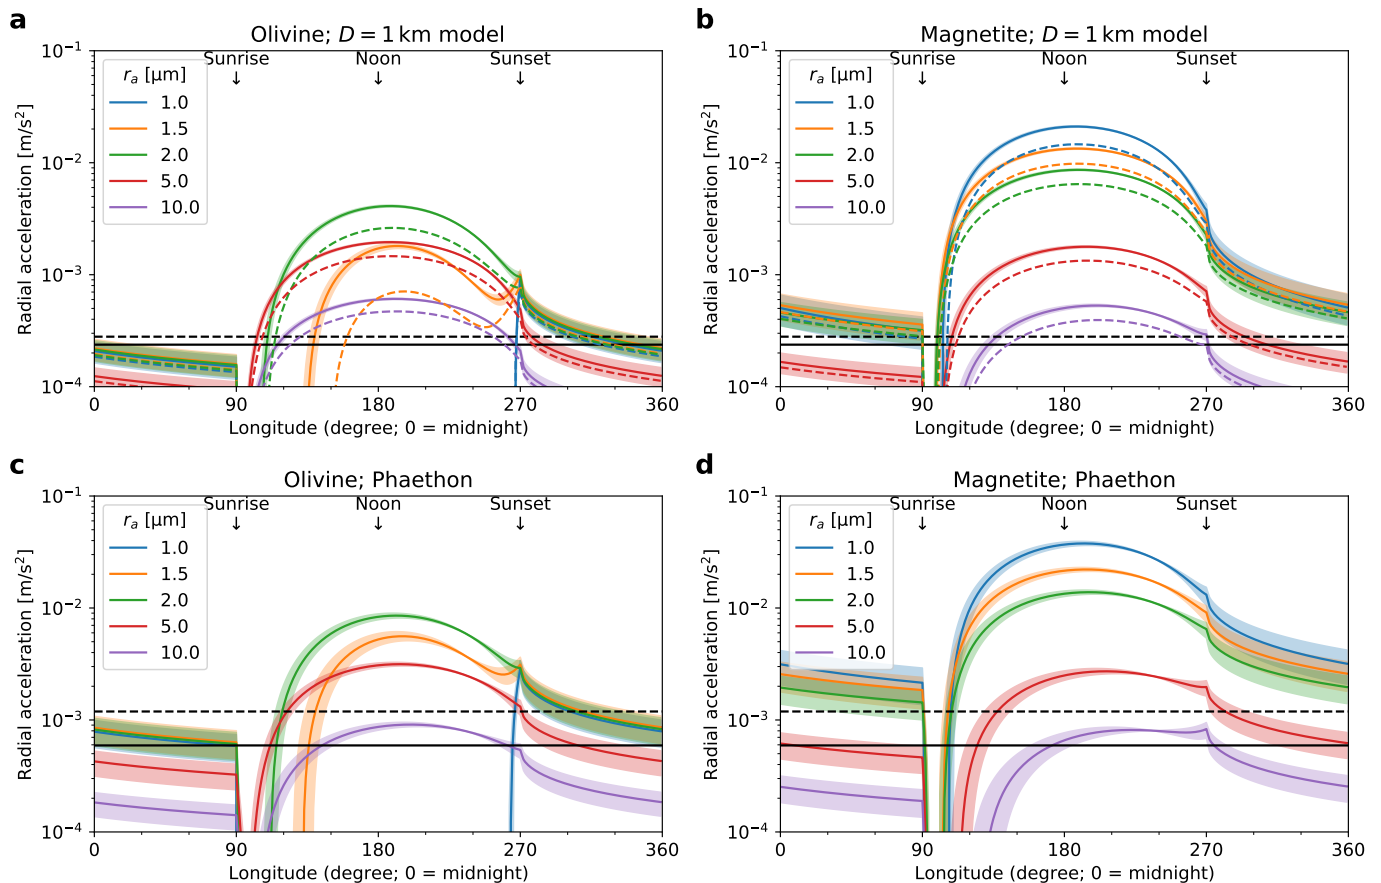 a
Olivine; D = 1 km model
Sunrise
Noon
Sunset
↓
↓
↓
rₐ [µm]
1.0
1.5
2.0
5.0
10.0
10⁻¹
10⁻²
10⁻³
10⁻⁴
Radial acceleration [m/s²]
0
90
180
270
360
Longitude (degree; 0 = midnight)
b
Magnetite; D = 1 km model
Sunrise
Noon
Sunset
↓
↓
↓
rₐ [µm]
1.0
1.5
2.0
5.0
10.0
10⁻¹
10⁻²
10⁻³
10⁻⁴
Radial acceleration [m/s²]
0
90
180
270
360
Longitude (degree; 0 = midnight)
c
Olivine; Phaethon
Sunrise
Noon
Sunset
↓
↓
↓
rₐ [µm]
1.0
1.5
2.0
5.0
10.0
10⁻¹
10⁻²
10⁻³
10⁻⁴
Radial acceleration [m/s²]
0
90
180
270
360
Longitude (degree; 0 = midnight)
d
Magnetite; Phaethon
Sunrise
Noon
Sunset
↓
↓
↓
rₐ [µm]
1.0
1.5
2.0
5.0
10.0
10⁻¹
10⁻²
10⁻³
10⁻⁴
Radial acceleration [m/s²]
0
90
180
270
360
Longitude (degree; 0 = midnight)